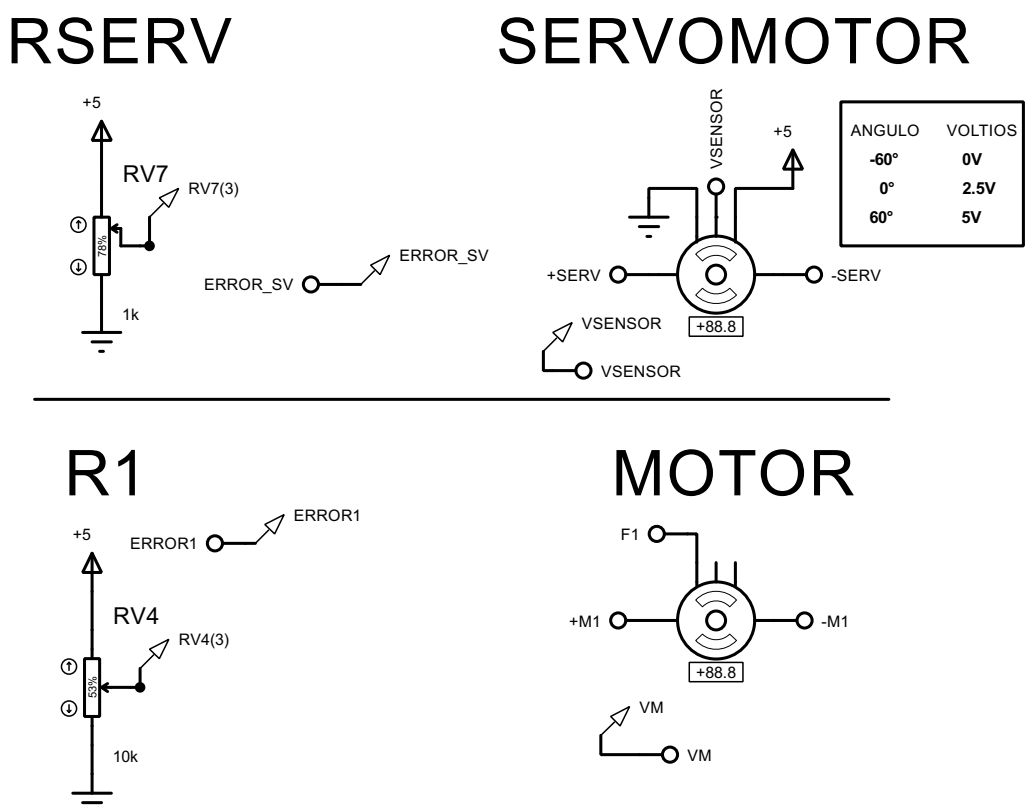 RSERV
SERVOMOTOR
+5
RV7
RV7(3)
78%
1k
ERROR_SV
ERROR_SV
VSENSOR
+5
+SERV
-SERV
+88.8
VSENSOR
VSENSOR
ANGULO VOLTIOS
-60° 0V
0° 2.5V
60° 5V
R1
MOTOR
+5
ERROR1
ERROR1
RV4
RV4(3)
53%
10k
F1
+M1
-M1
+88.8
VM
VM